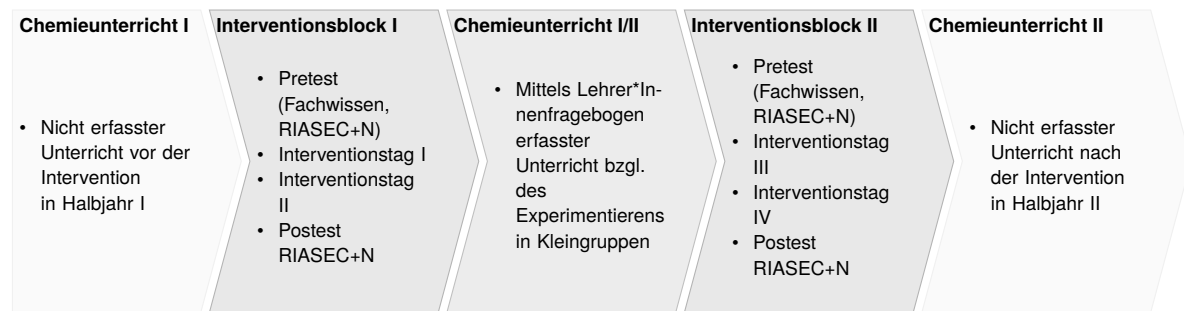 Chemieunterricht I
• Nicht erfasster
Unterricht vor der
Intervention
in Halbjahr I
Interventionsblock I
• Pretest
(Fachwissen,
RIASEC+N)
• Interventionstag I
• Interventionstag
II
• Postest
RIASEC+N
Chemieunterricht I/II
• Mittels Lehrer*In-
nenfragebogen
erfasster
Unterricht bzgl.
des
Experimentierens
in Kleingruppen
Interventionsblock II
• Pretest
(Fachwissen,
RIASEC+N)
• Interventionstag
III
• Interventionstag
IV
• Postest
RIASEC+N
Chemieunterricht II
• Nicht erfasster
Unterricht nach
der Intervention
in Halbjahr II